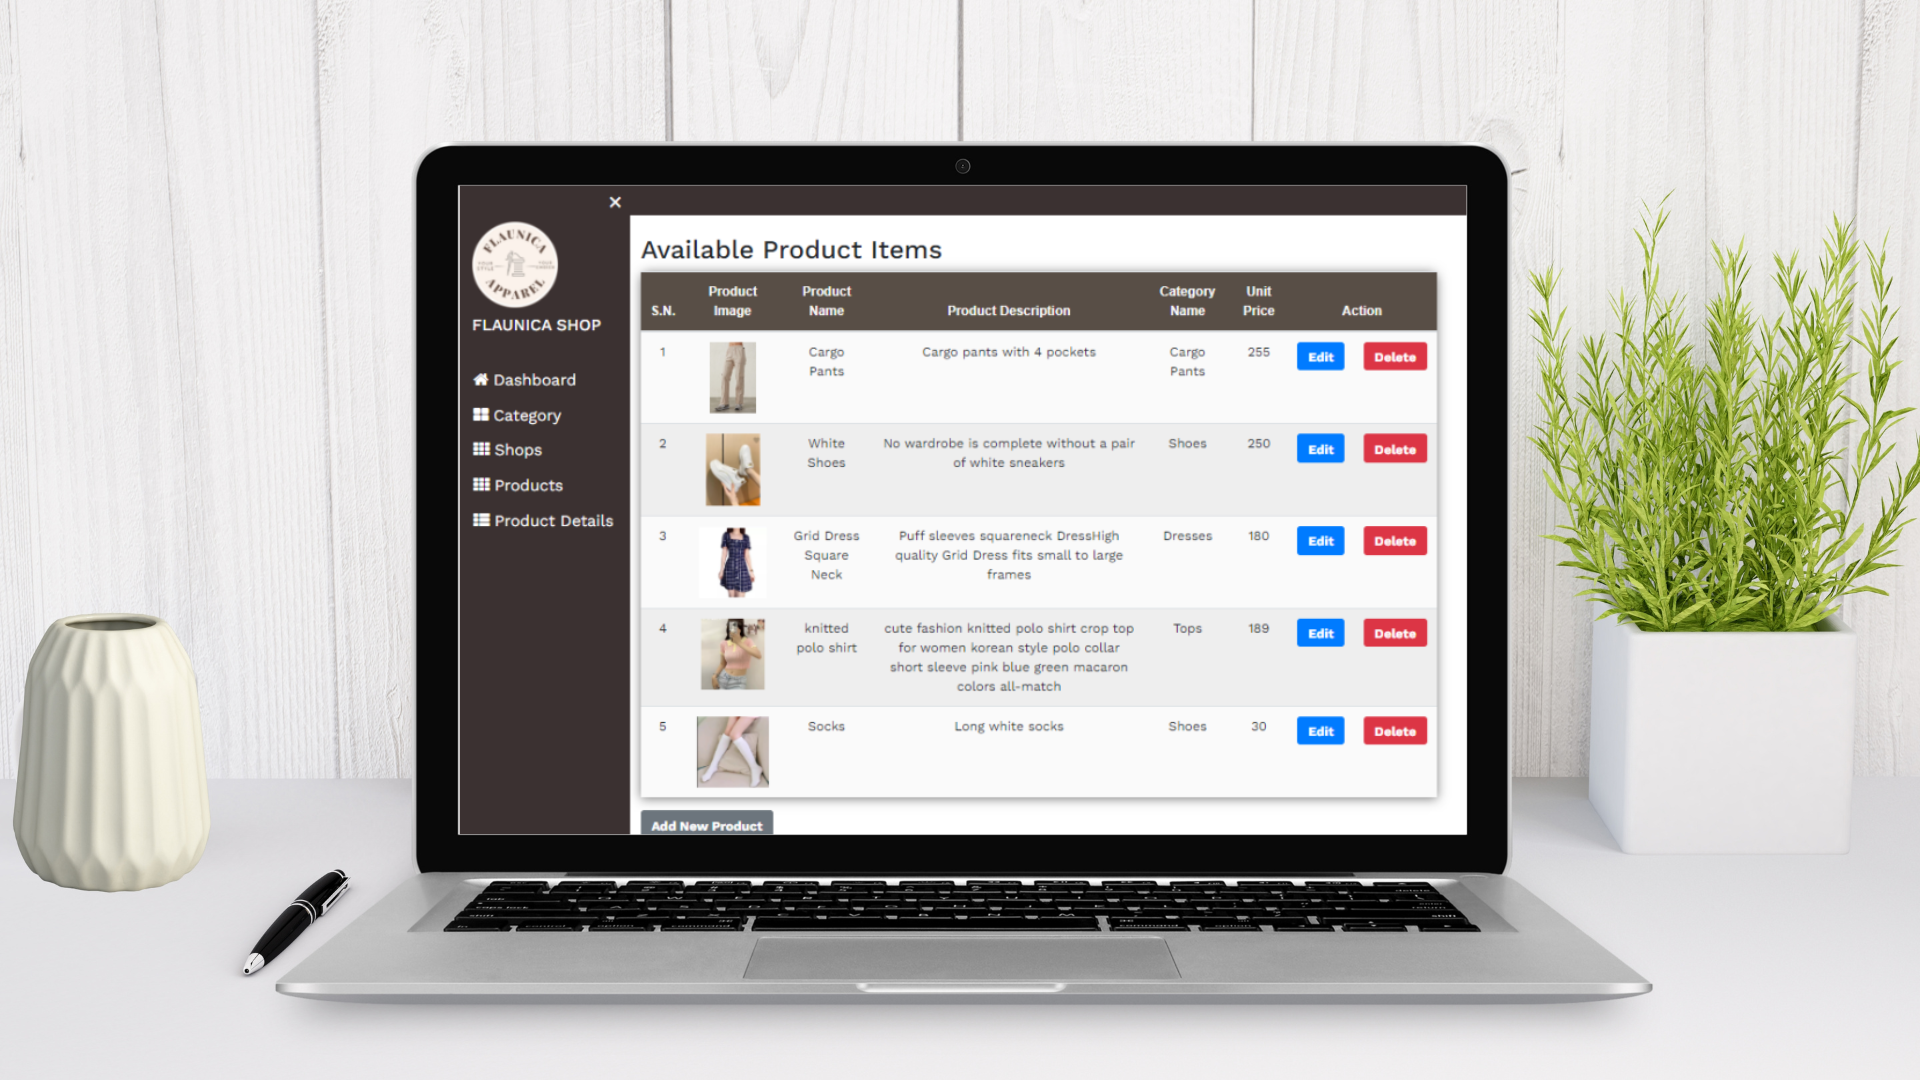 ×
FLAUNICA
APPAREL
FLAUNICA SHOP
Dashboard
Category
Shops
Products
Product Details
Available Product Items
S.N. Product Image Product Name Product Description Category Name Unit Price Action
1 Cargo Pants Cargo pants with 4 pockets Cargo Pants 255 Edit Delete
2 White Shoes No wardrobe is complete without a pair of white sneakers Shoes 250 Edit Delete
3 Grid Dress Square Neck Puff sleeves squareneck DressHigh quality Grid Dress fits small to large frames Dresses 180 Edit Delete
4 knitted polo shirt cute fashion knitted polo shirt crop top for women korean style polo collar short sleeve pink blue green macaron colors all-match Tops 189 Edit Delete
5 Socks Long white socks Shoes 30 Edit Delete
Add New Product